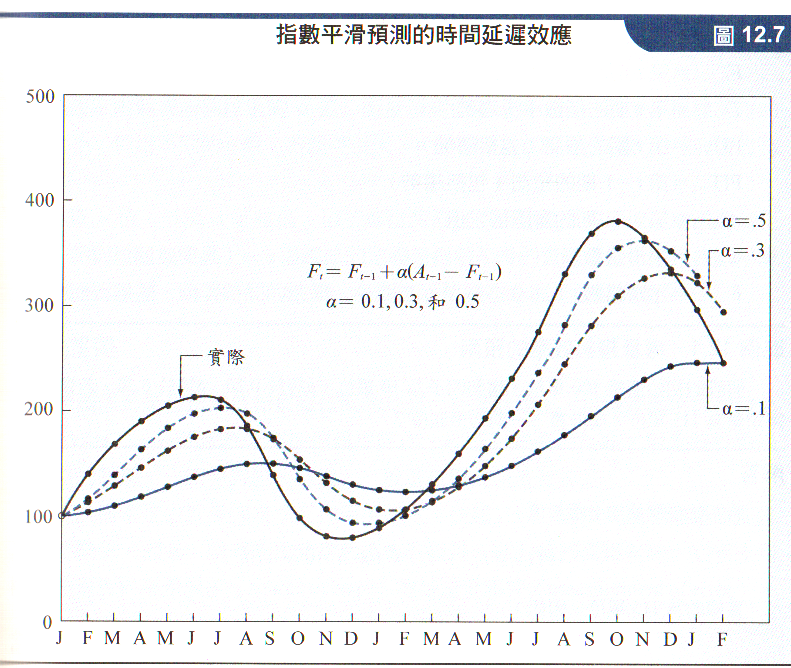 指數平滑預測的時間延遲效應
圖 12.7
500
400
300
200
100
0
α=.5
α=.3
Fₜ= Fₜ₋₁+α(Aₜ₋₁− Fₜ₋₁)
α= 0.1, 0.3, 和 0.5
實際
α=.1
J F M A M J J A S O N D J F M A M J J A S O N D J F